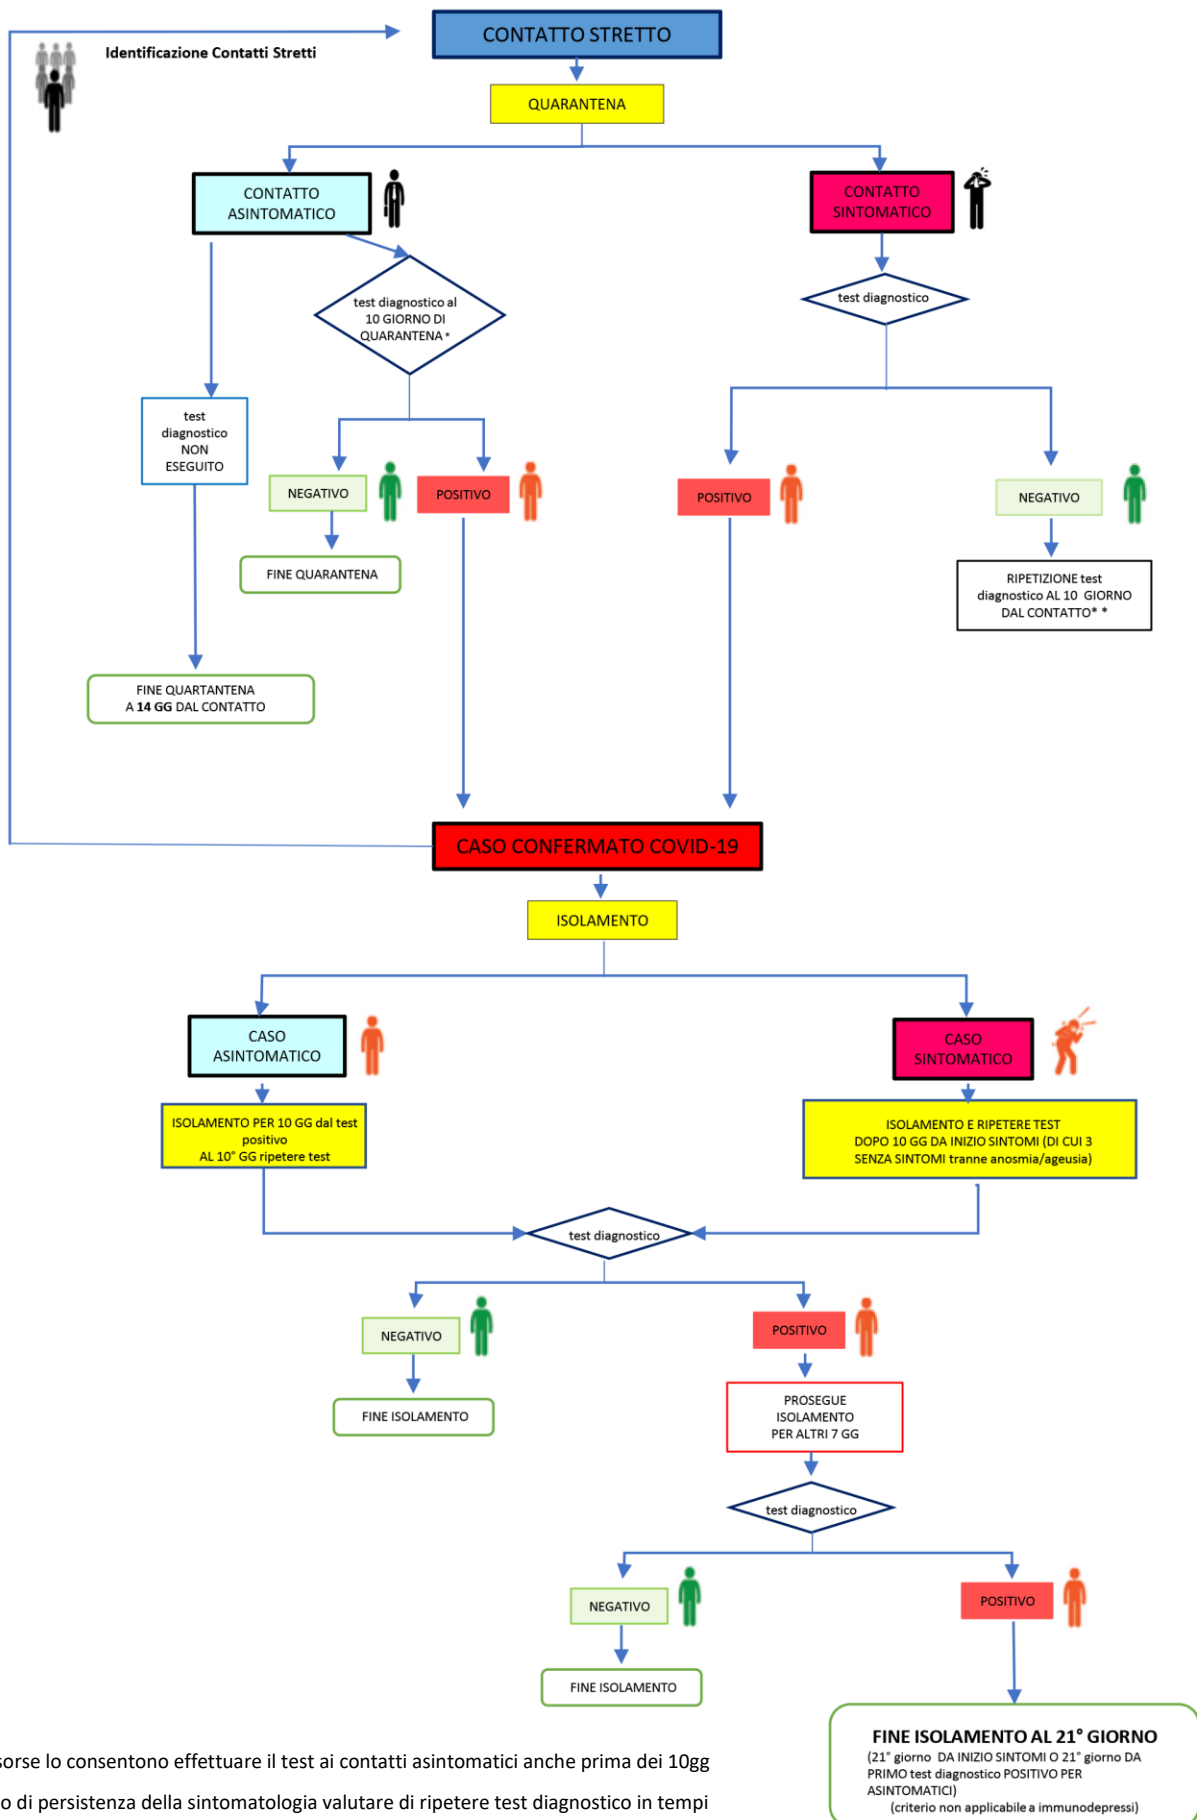 CONTATTO STRETTO
Identificazione Contatti Stretti
QUARANTENA
CONTATTO
ASINTOMATICO
CONTATTO
SINTOMATICO
test diagnostico al
10 GIORNO DI
QUARANTENA *
test diagnostico
test
diagnostico
NON
ESEGUITO
NEGATIVO
POSITIVO
POSITIVO
NEGATIVO
FINE QUARANTENA
RIPETIZIONE test
diagnostico AL 10 GIORNO
DAL CONTATTO* *
FINE QUARTANTENA
A 14 GG DAL CONTATTO
CASO CONFERMATO COVID-19
ISOLAMENTO
CASO
ASINTOMATICO
CASO
SINTOMATICO
ISOLAMENTO PER 10 GG dal test
positivo
AL 10° GG ripetere test
ISOLAMENTO E RIPETERE TEST
DOPO 10 GG DA INIZIO SINTOMI (DI CUI 3
SENZA SINTOMI tranne anosmia/ageusia)
test diagnostico
NEGATIVO
POSITIVO
FINE ISOLAMENTO
PROSEGUE
ISOLAMENTO
PER ALTRI 7 GG
test diagnostico
NEGATIVO
POSITIVO
FINE ISOLAMENTO
FINE ISOLAMENTO AL 21° GIORNO
(21° giorno DA INIZIO SINTOMI O 21° giorno DA
PRIMO test diagnostico POSITIVO PER
ASINTOMATICI)
(criterio non applicabile a immunodepressi)
sorse lo consentono effettuare il test ai contatti asintomatici anche prima dei 10gg
o di persistenza della sintomatologia valutare di ripetere test diagnostico in tempi